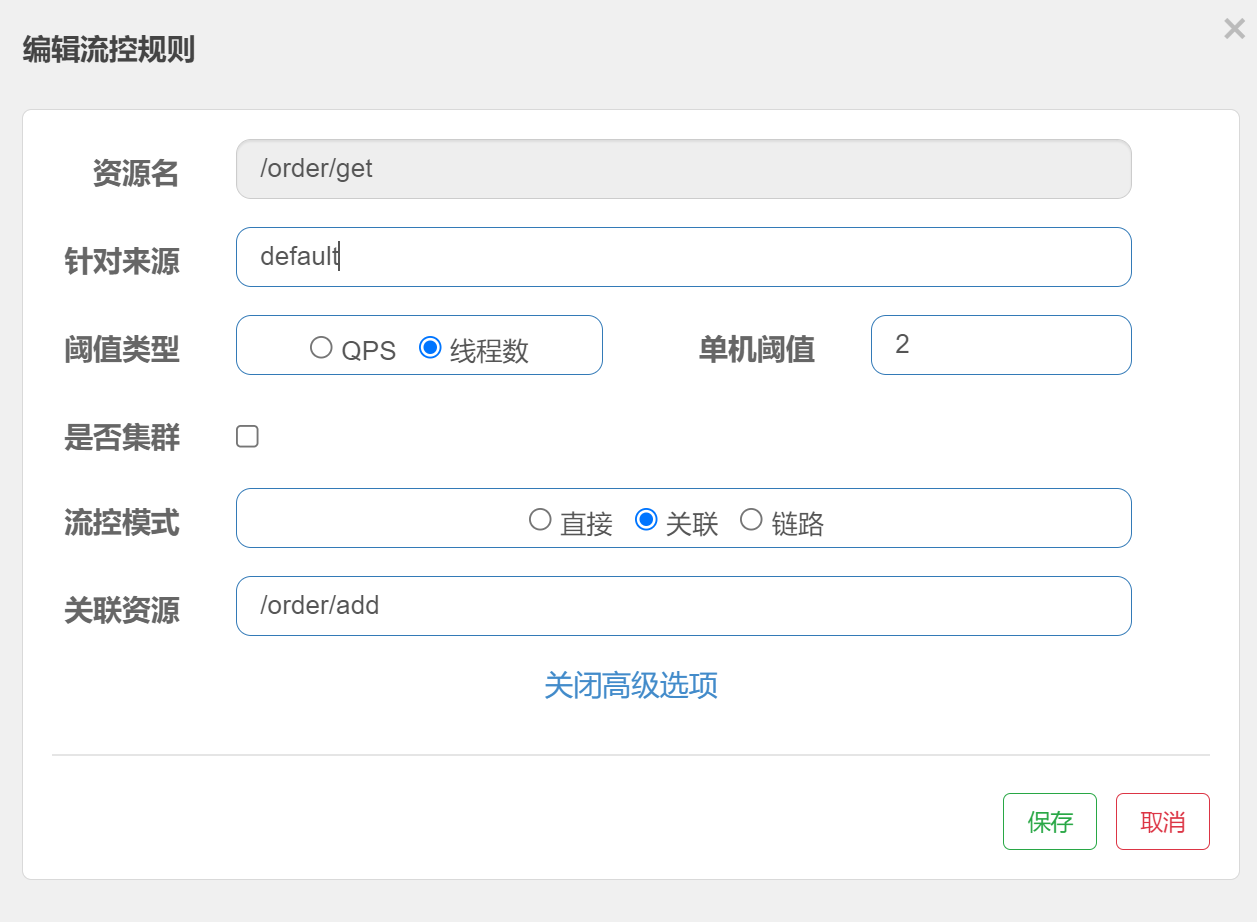 编辑流控规则
×
资源名 /order/get
针对来源 default
阈值类型 QPS 线程数 单机阈值 2
是否集群
流控模式 直接 关联 链路
关联资源 /order/add
关闭高级选项
保存 取消